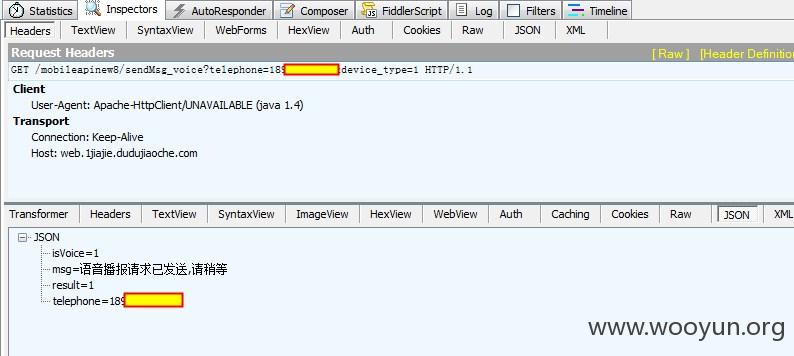 Statistics Inspectors AutoResponder Composer FiddlerScript Log Filters Timeline
Headers TextView SyntaxView WebForms HexView Auth Cookies Raw JSON XML
Request Headers [ Raw ] [Header Definitio
GET /mobileapinew8/sendMsg_voice?telephone=189 device_type=1 HTTP/1.1
Client
User-Agent: Apache-HttpClient/UNAVAILABLE (java 1.4)
Transport
Connection: Keep-Alive
Host: web.1jiajie.dudujiaoche.com
Transformer Headers TextView SyntaxView ImageView HexView WebView Auth Caching Cookies Raw JSON XML
JSON
isVoice=1
msg=语音播报请求已发送,请稍等
result=1
telephone=189
www.wooyun.org